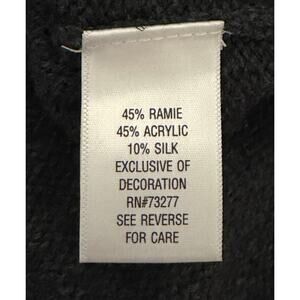 45% RAMIE
45% ACRYLIC
10% SILK
EXCLUSIVE OF
DECORATION
RN#73277
SEE REVERSE
FOR CARE